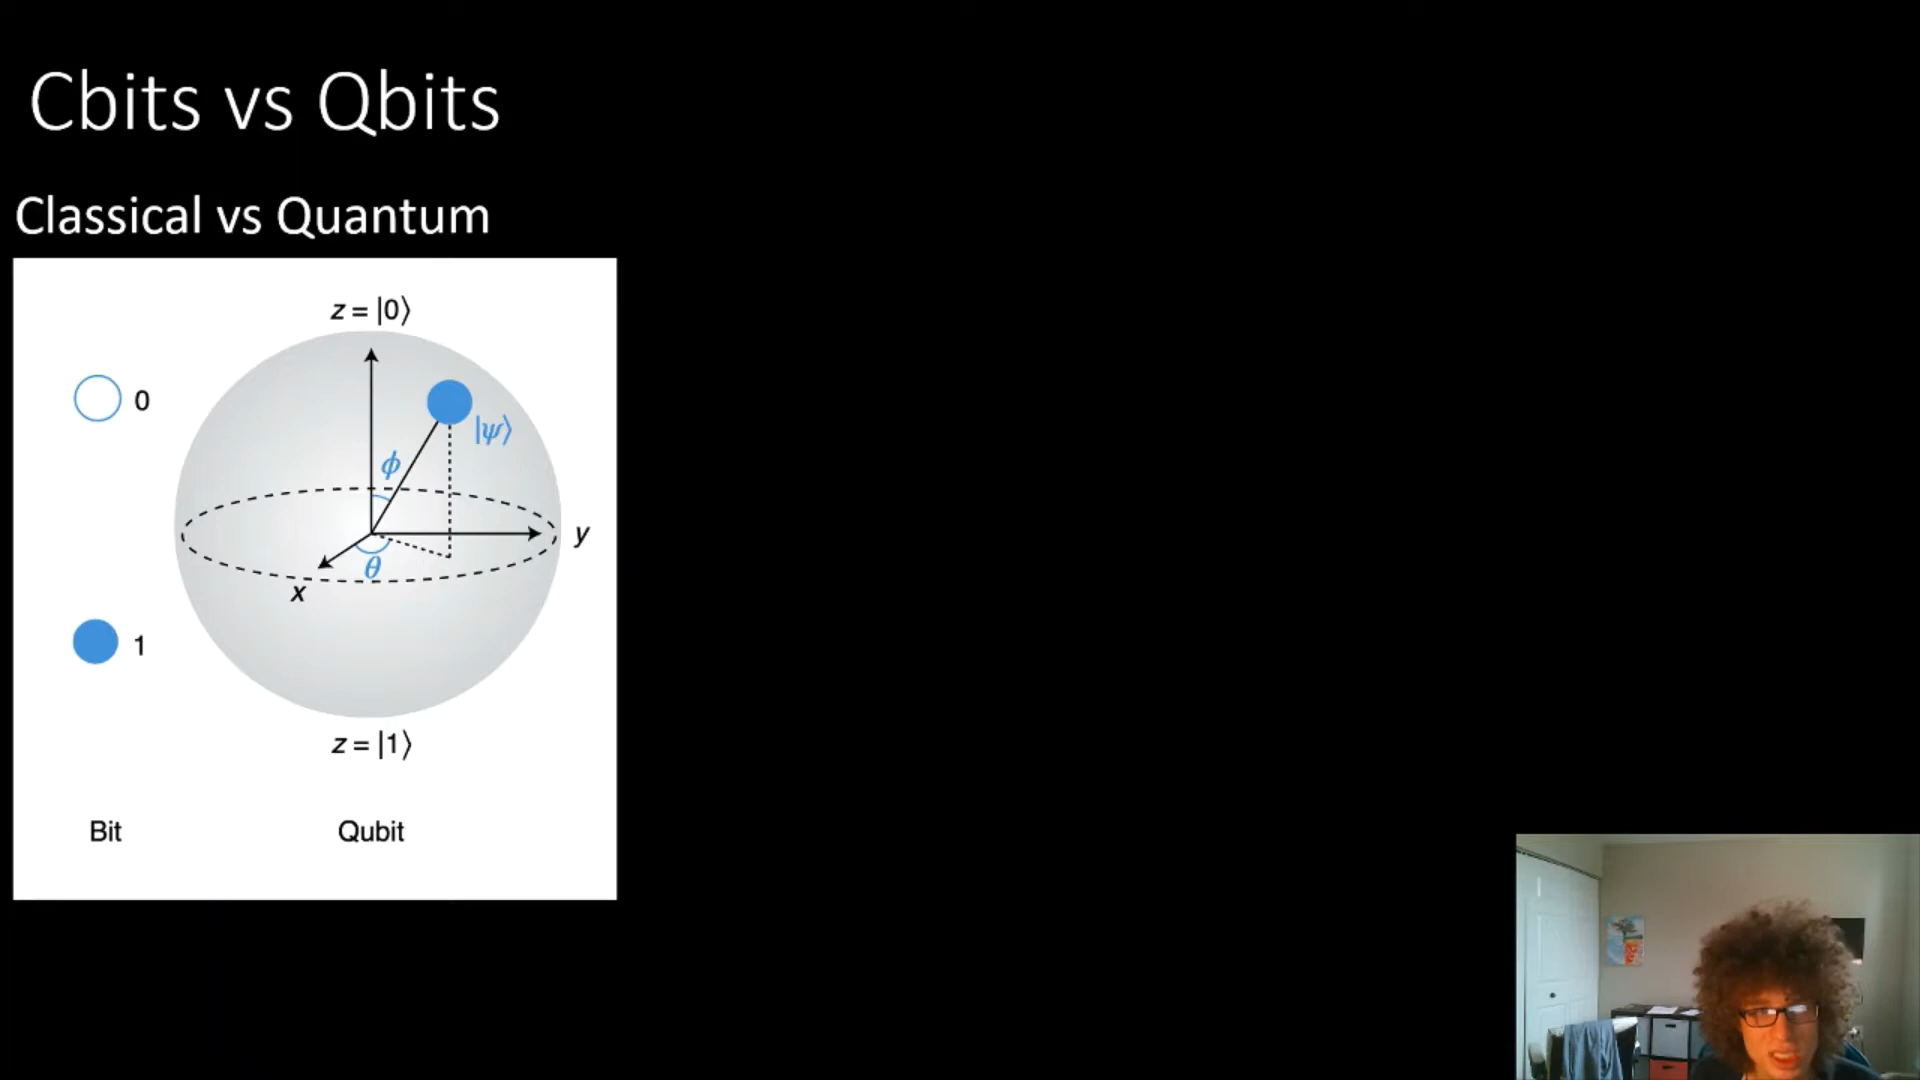 Cbits vs Qbits
Classical vs Quantum
z = |0⟩
0
|ψ⟩
ϕ
y
θ
x
1
z = |1⟩
Bit
Qubit